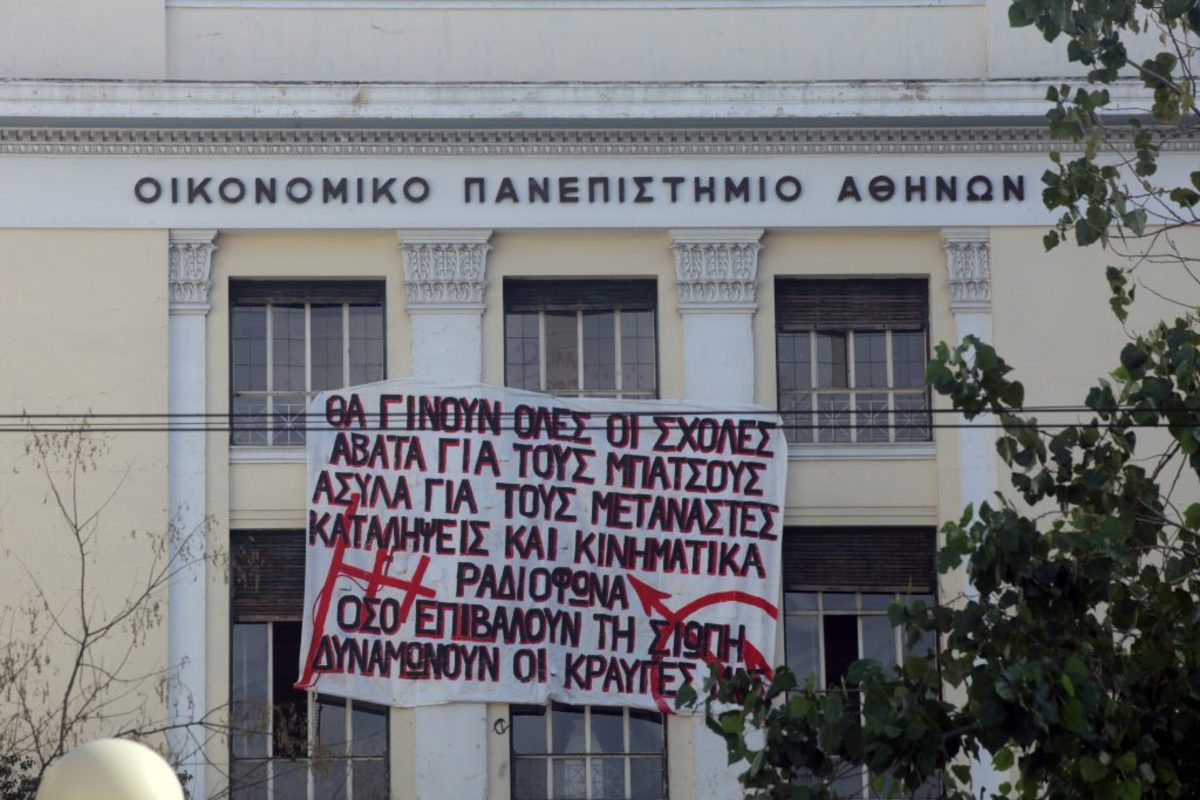 ΟΙΚΟΝΟΜΙΚΟ ΠΑΝΕΠΙΣΤΗΜΙΟ ΑΘΗΝΩΝ
ΘΑ ΓΙΝΟΥΝ ΟΛΕΣ ΟΙ ΣΧΟΛΕΣ
ΑΒΑΤΑ ΓΙΑ ΤΟΥΣ ΜΠΑΤΣΟΥΣ
ΑΣΥΛΑ ΓΙΑ ΤΟΥΣ ΜΕΤΑΝΑΣΤΕΣ
ΚΑΤΑΛΗΨΕΙΣ ΚΑΙ ΚΙΝΗΜΑΤΙΚΑ
ΡΑΔΙΟΦΩΝΑ
ΟΣΟ ΕΠΙΒΑΛΟΥΝ ΤΗ ΣΙΩΠΗ
ΔΥΝΑΜΩΝΟΥΝ ΟΙ ΚΡΑΥΓΕΣ